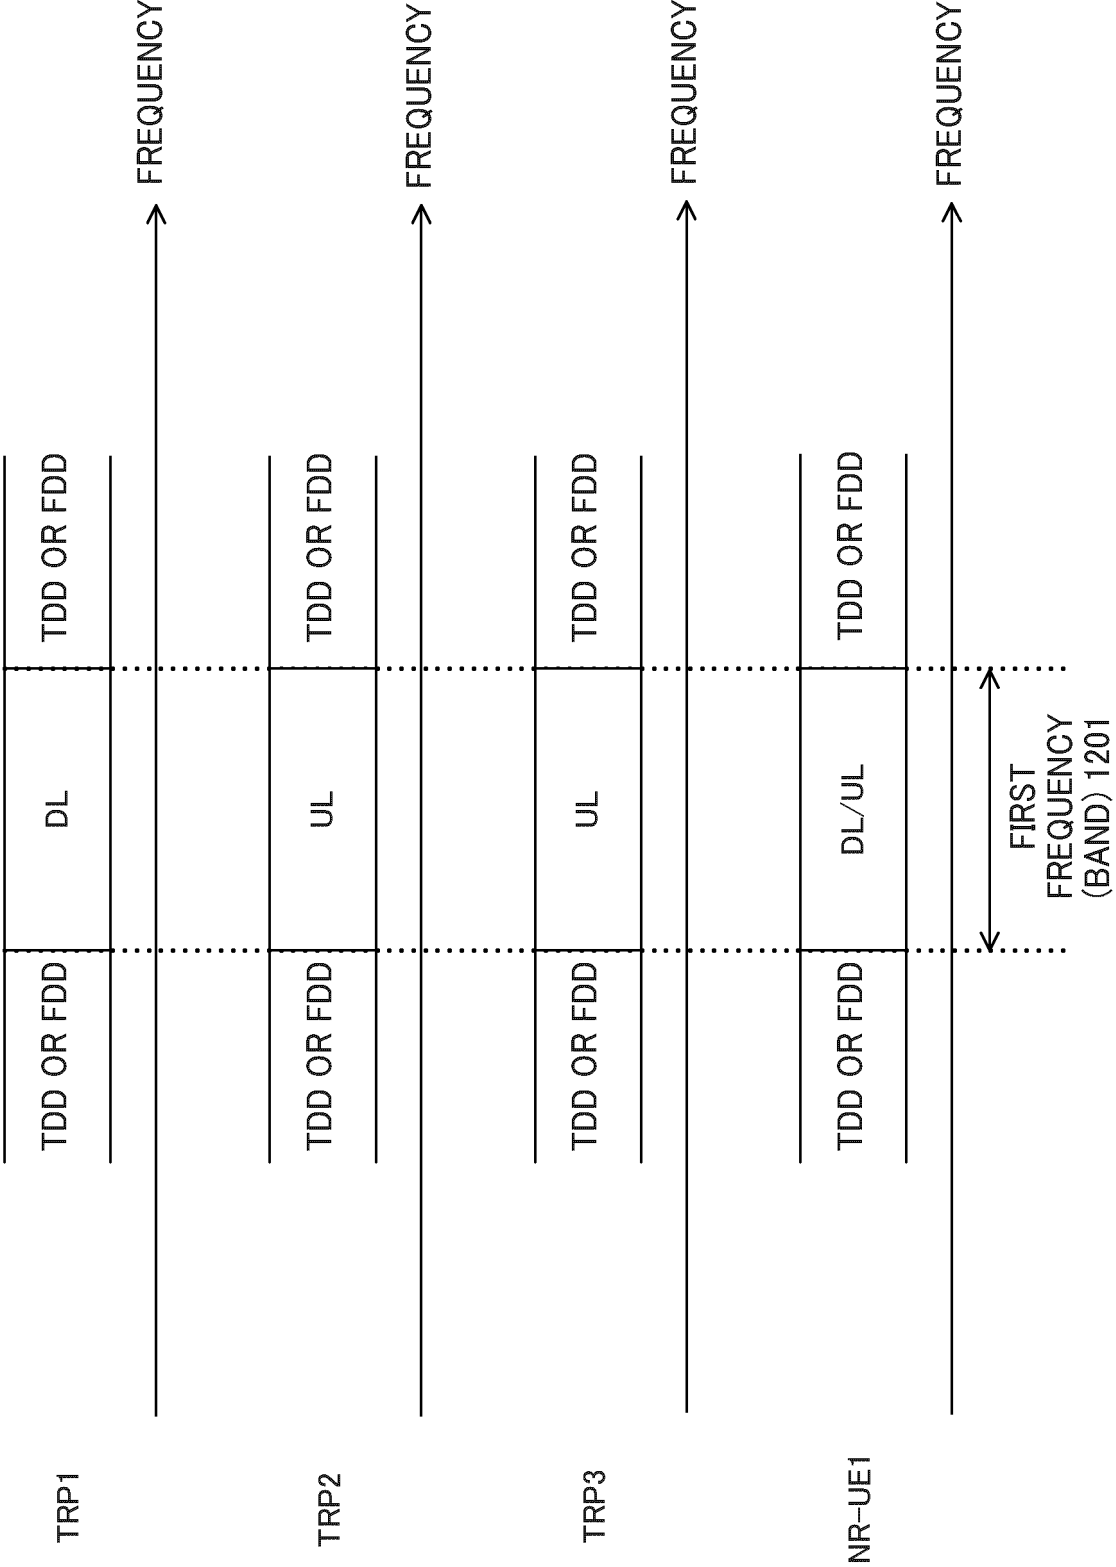 TRP1
TDD OR FDD
DL
TDD OR FDD
FREQUENCY
TRP2
TDD OR FDD
UL
TDD OR FDD
FREQUENCY
TRP3
TDD OR FDD
UL
TDD OR FDD
FREQUENCY
NR-UE1
TDD OR FDD
DL/UL
TDD OR FDD
FREQUENCY
FIRST
FREQUENCY
(BAND) 1201